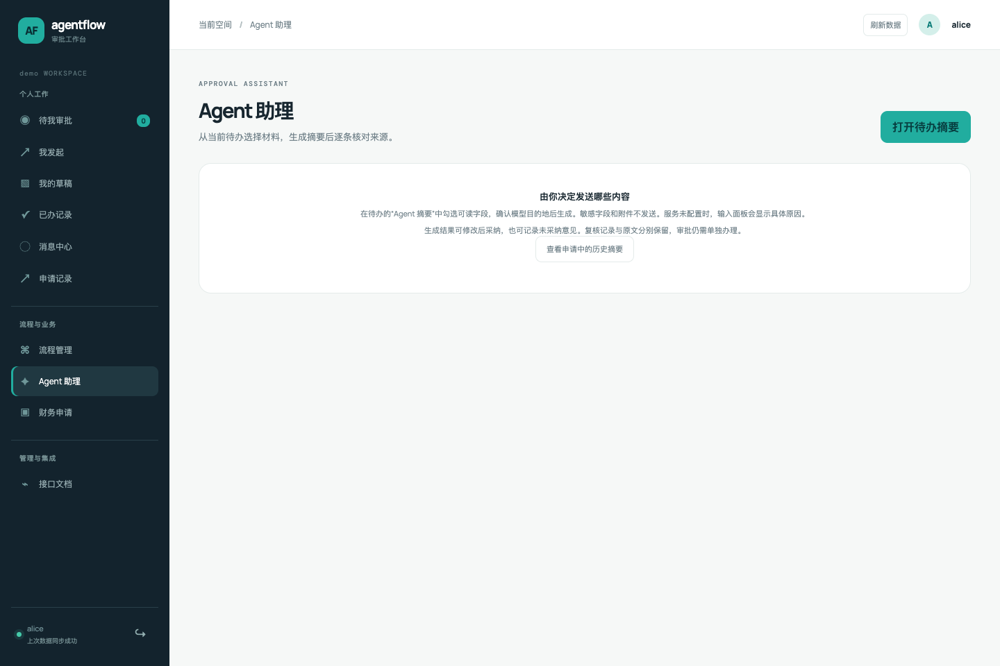 AF
agentflow
审批工作台
demo WORKSPACE
个人工作
待我审批
0
我发起
我的草稿
已办记录
消息中心
申请记录
流程与业务
流程管理
Agent 助理
财务申请
管理与集成
接口文档
alice
上次数据同步成功
当前空间 / Agent 助理
刷新数据
A
alice
APPROVAL ASSISTANT
Agent 助理
从当前待办选择材料，生成摘要后逐条核对来源。
打开待办摘要
由你决定发送哪些内容
在待办的“Agent 摘要”中勾选可读字段，确认模型目的地后生成。敏感字段和附件不发送。服务未配置时，输入面板会显示具体原因。
生成结果可修改后采纳，也可记录未采纳意见。复核记录与原文分别保留，审批仍需单独办理。
查看申请中的历史摘要